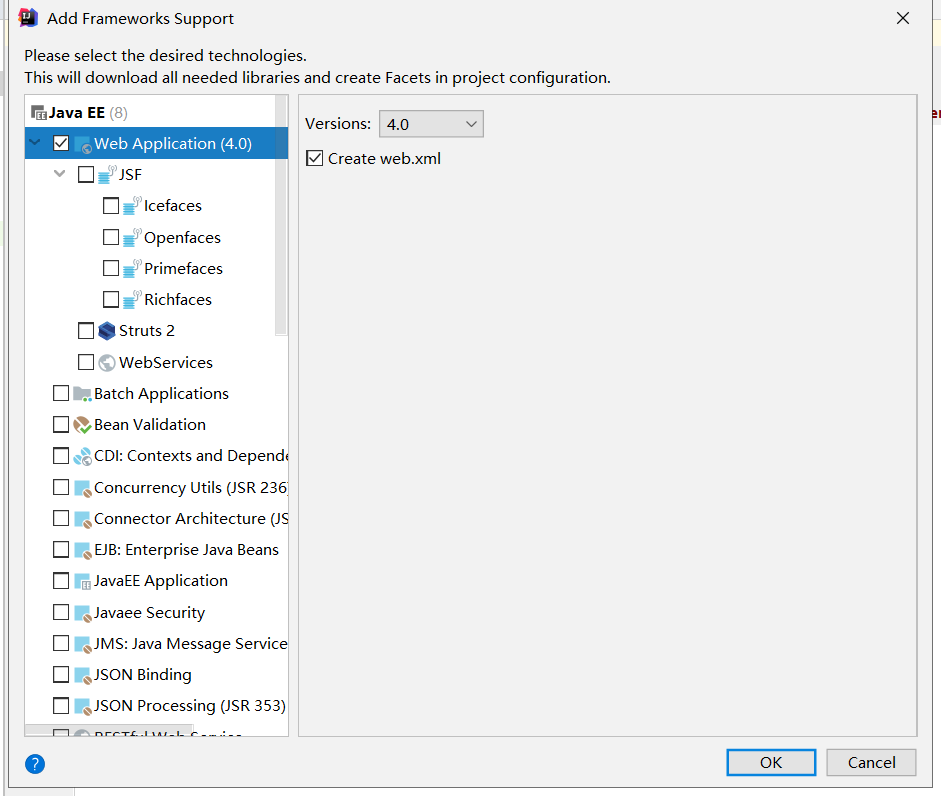 Add Frameworks Support
Please select the desired technologies.
This will download all needed libraries and create Facets in project configuration.
Java EE (8)
Web Application (4.0)
JSF
Icefaces
Openfaces
Primefaces
Richfaces
Struts 2
WebServices
Batch Applications
Bean Validation
CDI: Contexts and Depende
Concurrency Utils (JSR 236)
Connector Architecture (JS
EJB: Enterprise Java Beans
JavaEE Application
Javaee Security
JMS: Java Message Service
JSON Binding
JSON Processing (JSR 353)
RESTful Web Service
Versions: 4.0
Create web.xml
?
OK
Cancel
er